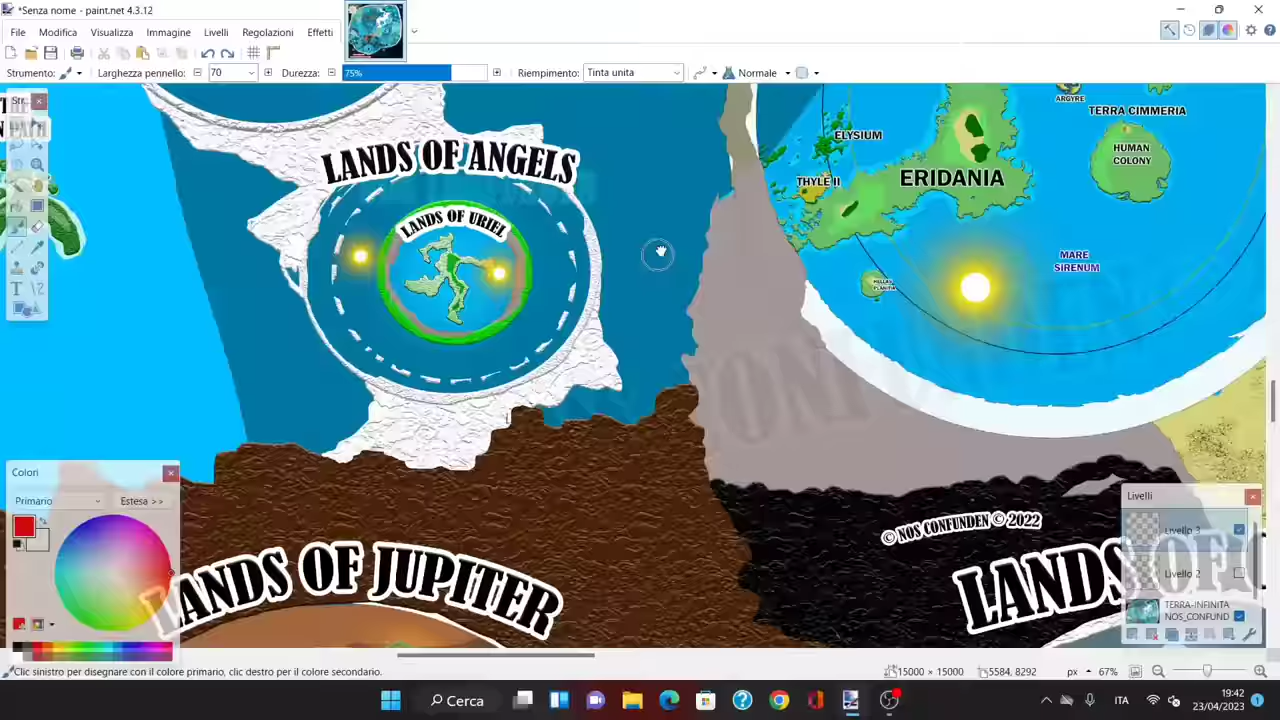 *Senza nome - paint.net 4.3.12
File Modifica Visualizza Immagine Livelli Regolazioni Effetti
Strumento: Larghezza pennello: 70 Durezza: 75% Riempimento: Tinta unita Normale
Str...
ARGYRE
TERRA CIMMERIA
ELYSIUM
HUMAN
COLONY
THYLE II
ERIDANIA
LANDS OF ANGELS
LANDS OF URIEL
MARE
SIRENUM
HELLAS
PLANITIA
Colori
Primario Estesa >>
Livelli
Livello 3
Livello 2
TERRA-INFINITA
NOS_CONFUND
© NOS CONFUNDEN © 2022
LANDS OF JUPITER
LANDS OF
Clic sinistro per disegnare con il colore primario, clic destro per il colore secondario. 15000 × 15000 5584, 8292 px 67%
Cerca
ITA
19:42
23/04/2023